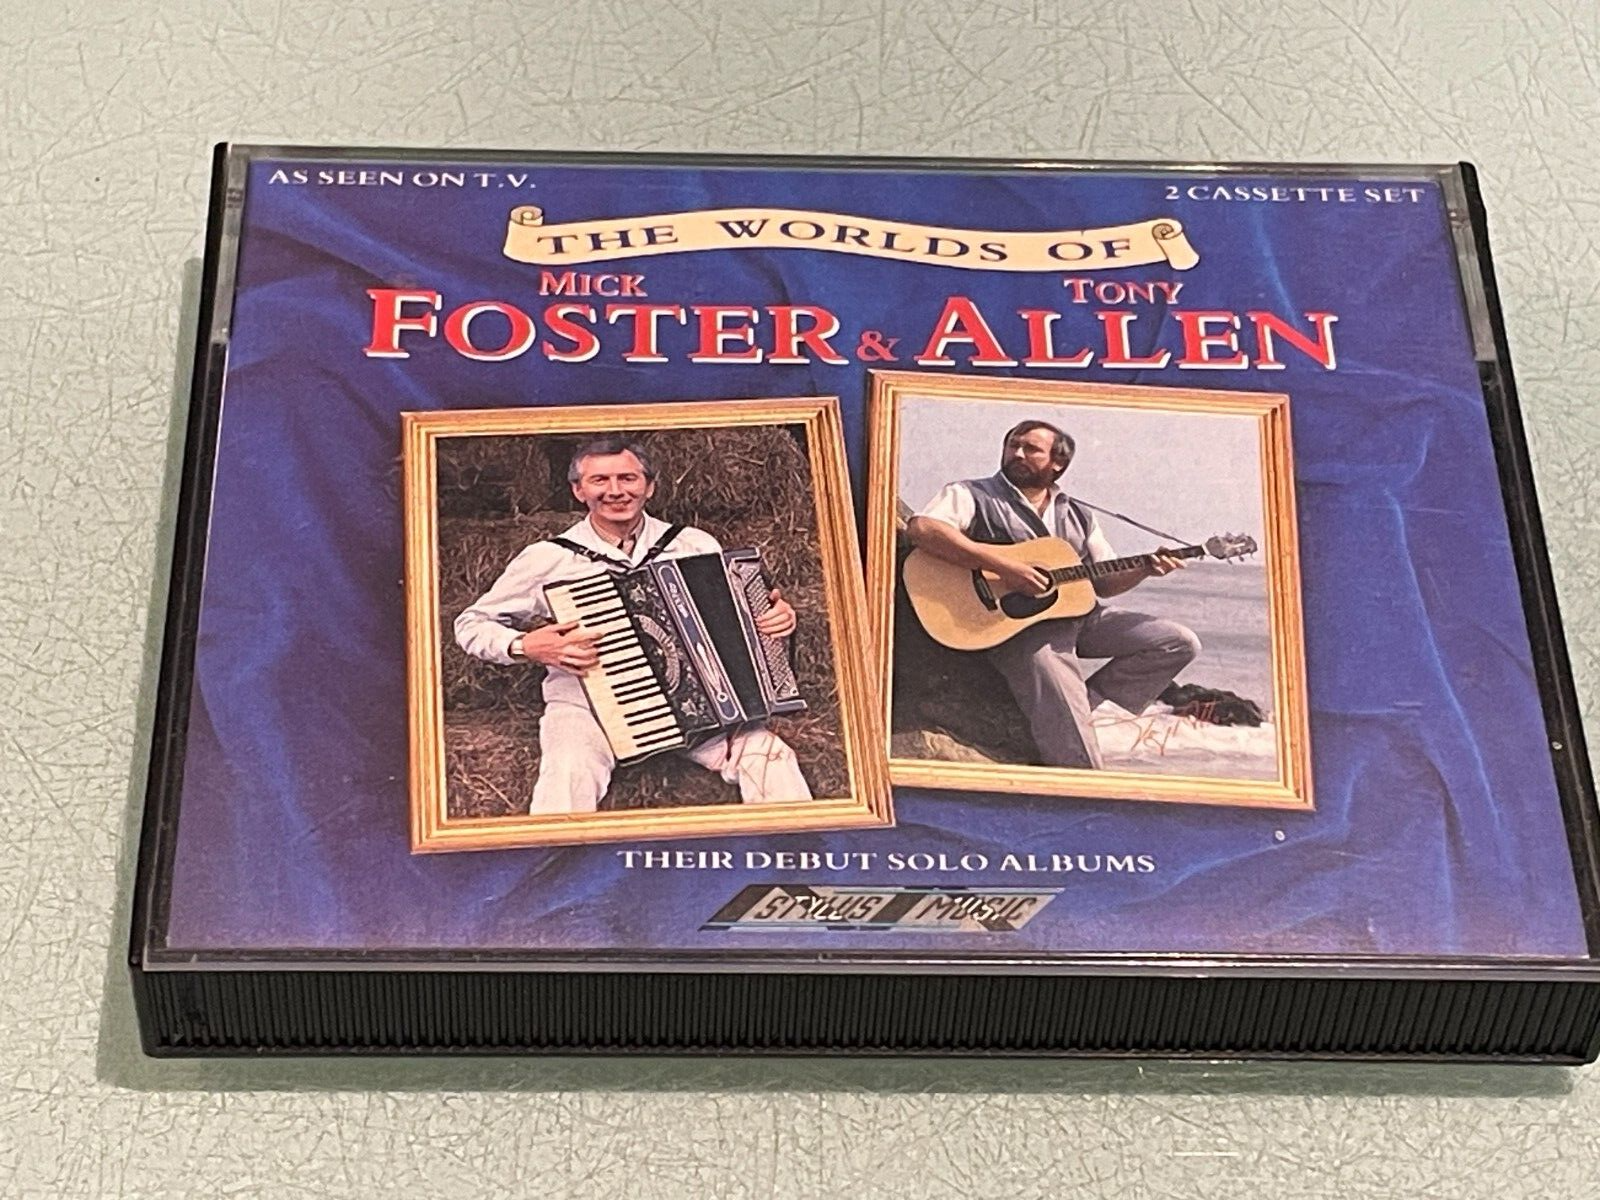 AS SEEN ON T.V.
2 CASSETTE SET
THE WORLDS OF
MICK TONY
FOSTER & ALLEN
THEIR DEBUT SOLO ALBUMS
STYLUS MUSIC